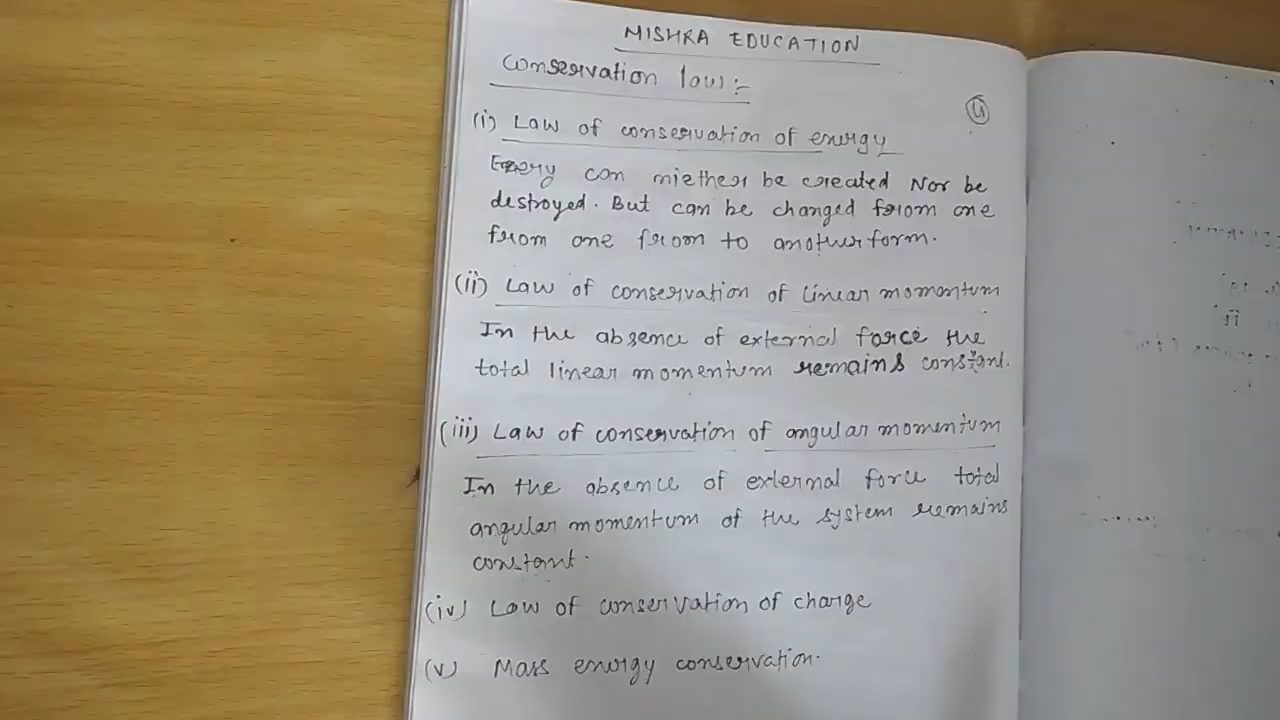 MISHRA EDUCATION
Conservation law :-
(4)
(i) Law of conservation of energy
can niether be created Nor be
destroyed. But can be changed from one
from one from to another form.
(ii) Law of conservation of linear momentum
In the absence of external force the
total linear momentum remains constant.
(iii) Law of conservation of angular momentum
In the absence of external force total
angular momentum of the system remains
constant.
(iv) Law of conservation of charge
(v) Mass energy conservation.